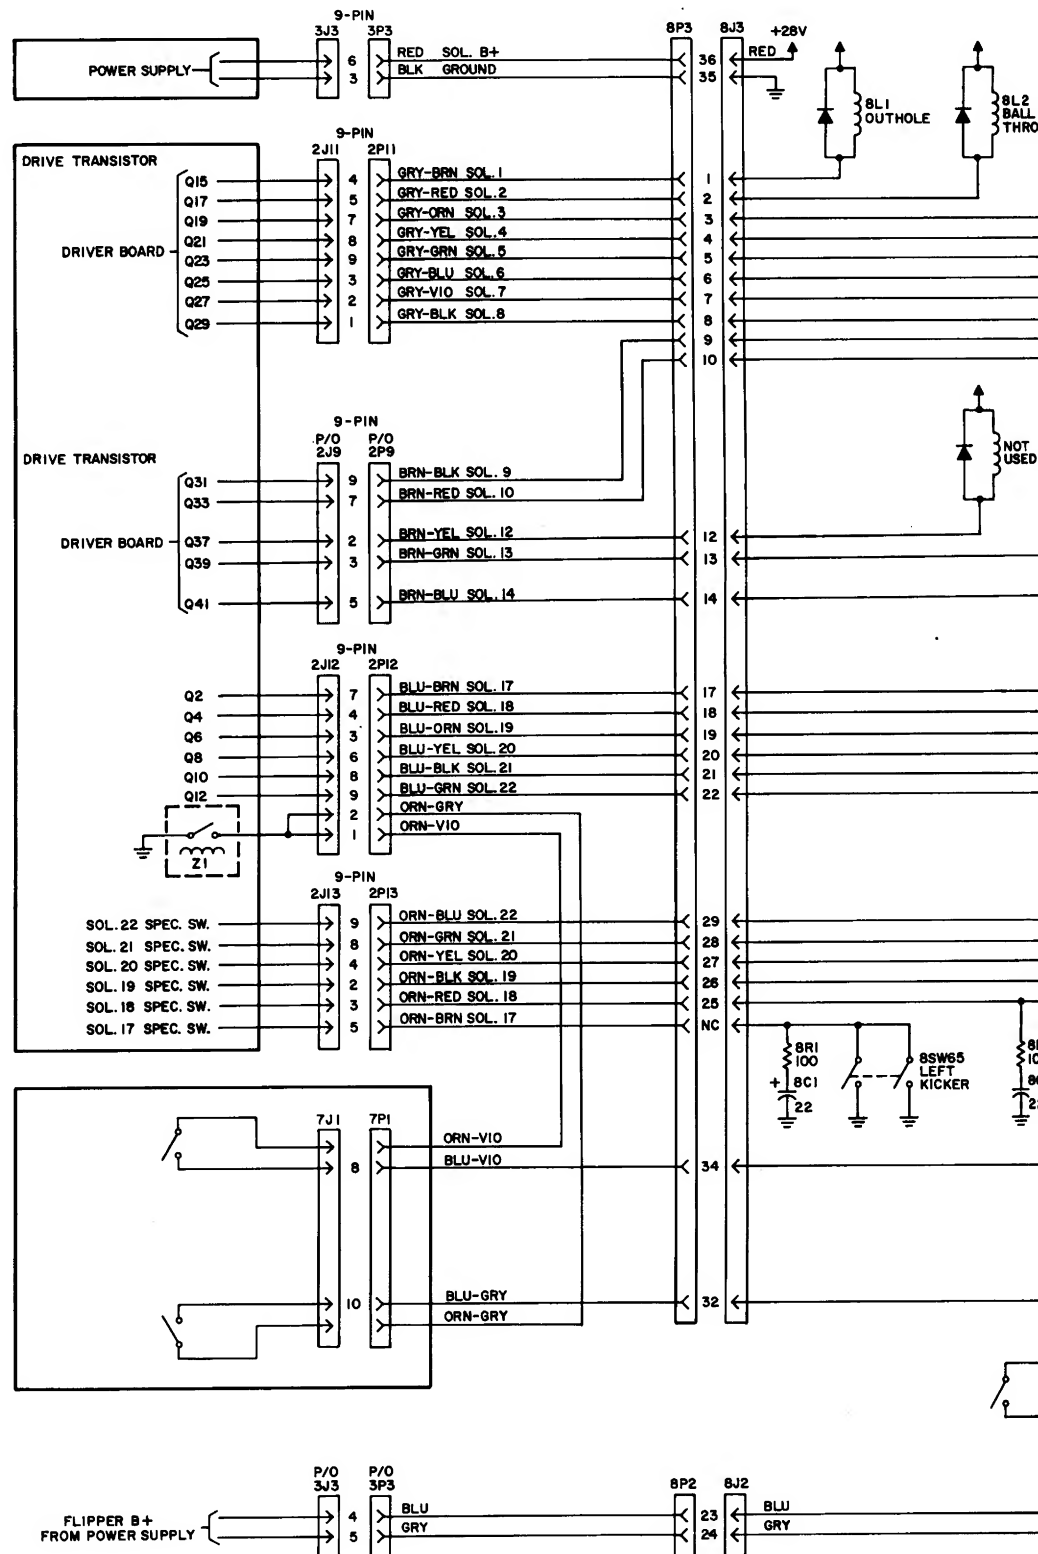 9-PIN
3J3 3P3 8P3 8J3 +28V
POWER SUPPLY 6 RED SOL. B+ 36 RED
3 BLK GROUND 35
8L1
OUTHOLE
8L2
BALL
THRO
9-PIN
2J11 2P11
DRIVE TRANSISTOR
DRIVER BOARD
Q15 4 GRY-BRN SOL.1 1
Q17 5 GRY-RED SOL.2 2
Q19 7 GRY-ORN SOL.3 3
Q21 8 GRY-YEL SOL.4 4
Q23 9 GRY-GRN SOL.5 5
Q25 3 GRY-BLU SOL.6 6
Q27 2 GRY-VIO SOL.7 7
Q29 1 GRY-BLK SOL.8 8
9
10
9-PIN
P/O P/O
2J9 2P9
NOT
USED
DRIVE TRANSISTOR
DRIVER BOARD
Q31 9 BRN-BLK SOL. 9
Q33 7 BRN-RED SOL. 10
Q37 2 BRN-YEL SOL.12 12
Q39 3 BRN-GRN SOL.13 13
Q41 5 BRN-BLU SOL.14 14
9-PIN
2J12 2P12
Q2 7 BLU-BRN SOL.17 17
Q4 4 BLU-RED SOL.18 18
Q6 3 BLU-ORN SOL.19 19
Q8 6 BLU-YEL SOL.20 20
Q10 8 BLU-BLK SOL.21 21
Q12 9 BLU-GRN SOL.22 22
2 ORN-GRY
1 ORN-VIO
Z1
9-PIN
2J13 2P13
SOL.22 SPEC. SW. 9 ORN-BLU SOL.22 29
SOL.21 SPEC. SW. 8 ORN-GRN SOL.21 28
SOL.20 SPEC. SW. 4 ORN-YEL SOL.20 27
SOL.19 SPEC. SW. 2 ORN-BLK SOL.19 26
SOL.18 SPEC. SW. 3 ORN-RED SOL.18 25
SOL.17 SPEC. SW. 5 ORN-BRN SOL.17 NC
8R1
100
+ 8C1
22
8SW65
LEFT
KICKER
7J1 7P1
ORN-VIO
8 BLU-VIO 34
10 BLU-GRY 32
ORN-GRY
P/O P/O
3J3 3P3 8P2 8J2
FLIPPER B+
FROM POWER SUPPLY
4 BLU 23 BLU
5 GRY 24 GRY